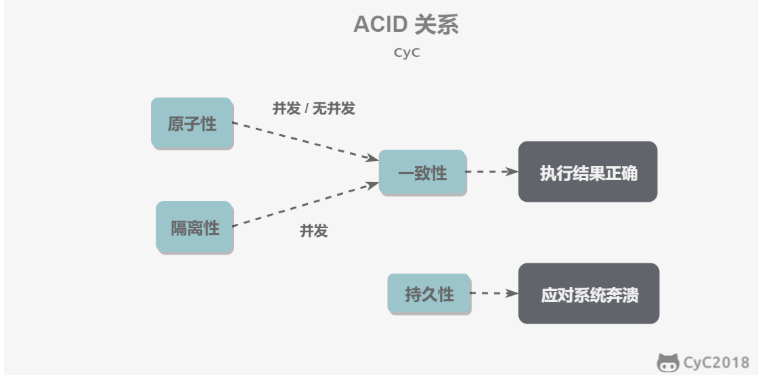 ACID 关系
CyC
并发 / 无并发
原子性
一致性
执行结果正确
隔离性
并发
持久性
应对系统奔溃
CyC2018